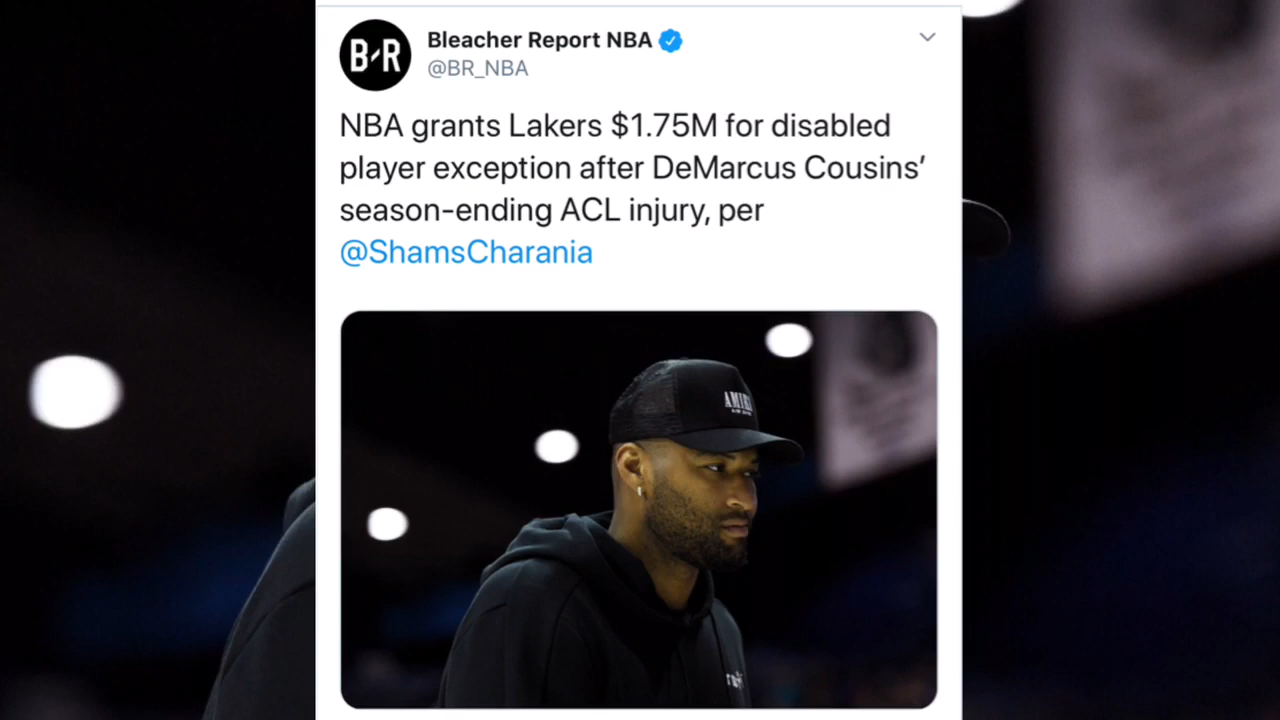 B/R
Bleacher Report NBA
@BR_NBA
NBA grants Lakers $1.75M for disabled
player exception after DeMarcus Cousins’
season-ending ACL injury, per
@ShamsCharania
AMIRI